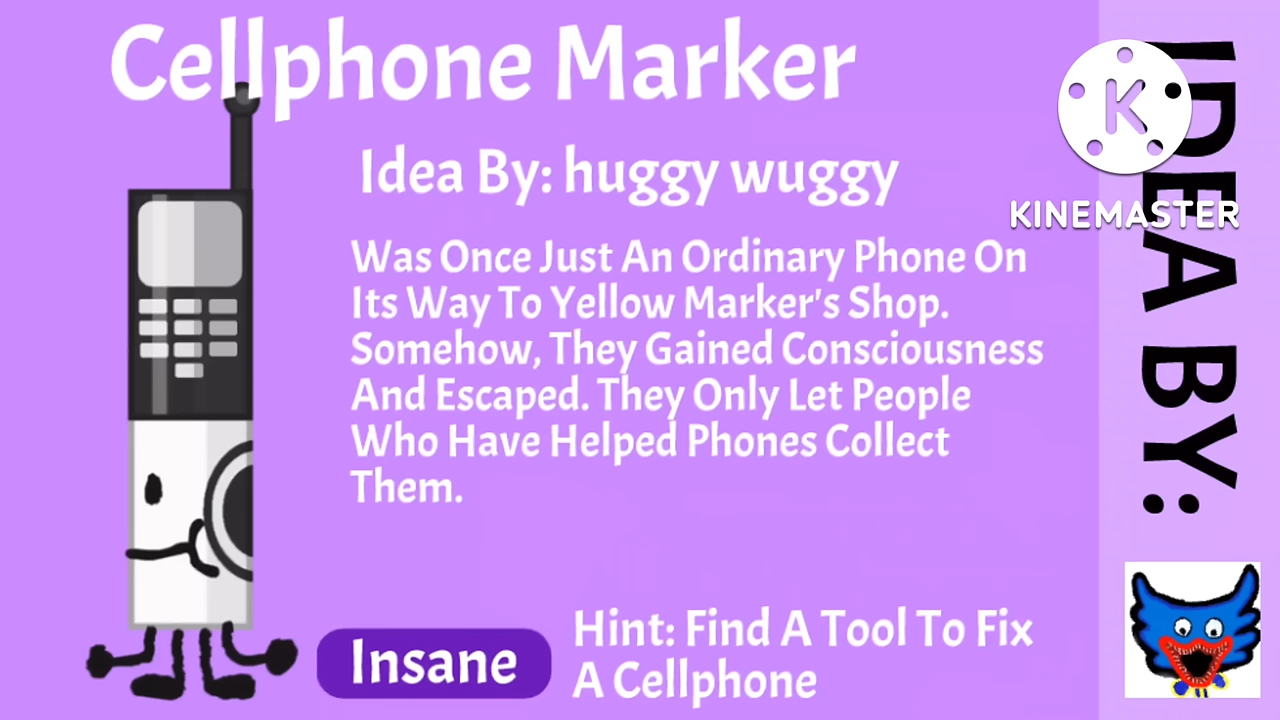 Cellphone Marker
Idea By: huggy wuggy
Was Once Just An Ordinary Phone On
Its Way To Yellow Marker's Shop.
Somehow, They Gained Consciousness
And Escaped. They Only Let People
Who Have Helped Phones Collect
Them.
Insane
Hint: Find A Tool To Fix
A Cellphone
IDEA BY:
K
KINEMASTER